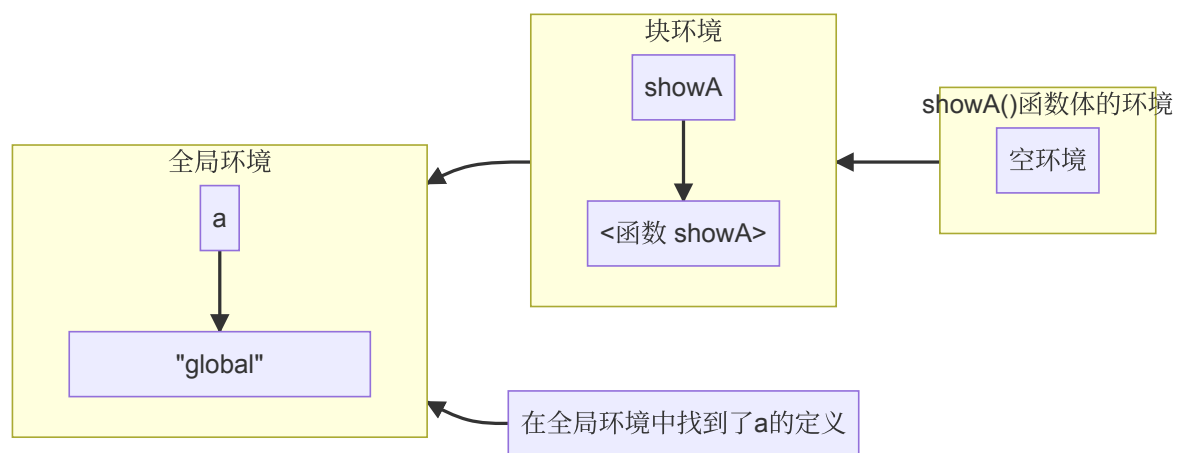 块环境
showA
<函数 showA>
showA()函数体的环境
空环境
全局环境
a
"global"
在全局环境中找到了a的定义